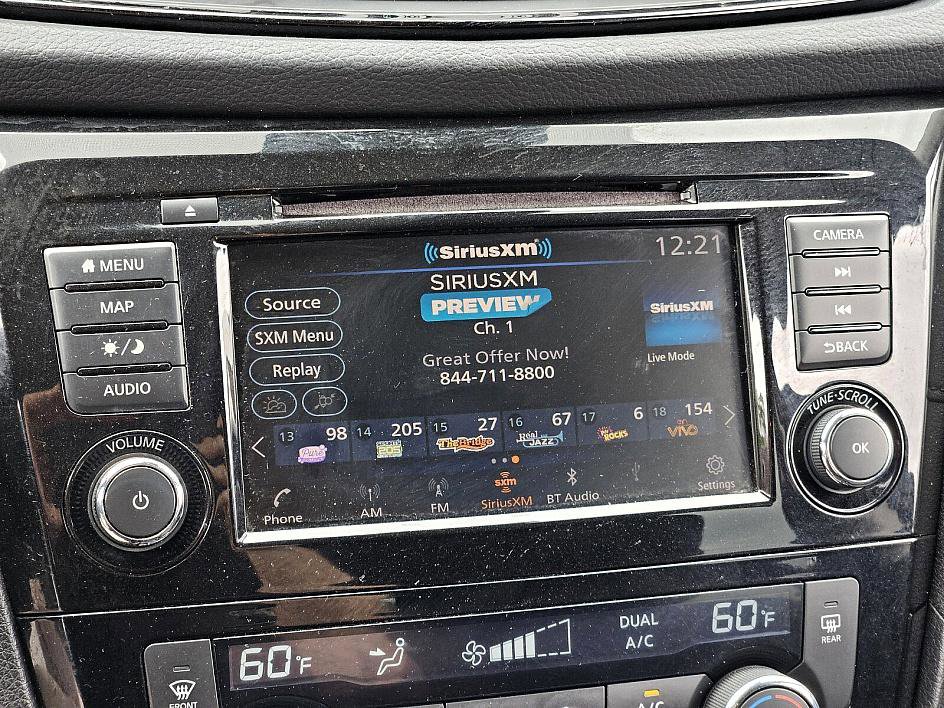 MENU
MAP
AUDIO
VOLUME
SiriusXM
12:21
SIRIUSXM
PREVIEW
Ch. 1
Great Offer Now!
844-711-8800
Source
SXM Menu
Replay
SiriusXM
Live Mode
13 98 14 205 15 27 16 67 17 6 18 154
Pure
205
The Bridge
Real JAZZ
ROCKS
VIVO
Phone
AM
FM
sxm
SiriusXM
BT Audio
Settings
CAMERA
BACK
TUNE·SCROLL
OK
60°F
DUAL
A/C
60°F
REAR
FRONT
A/C